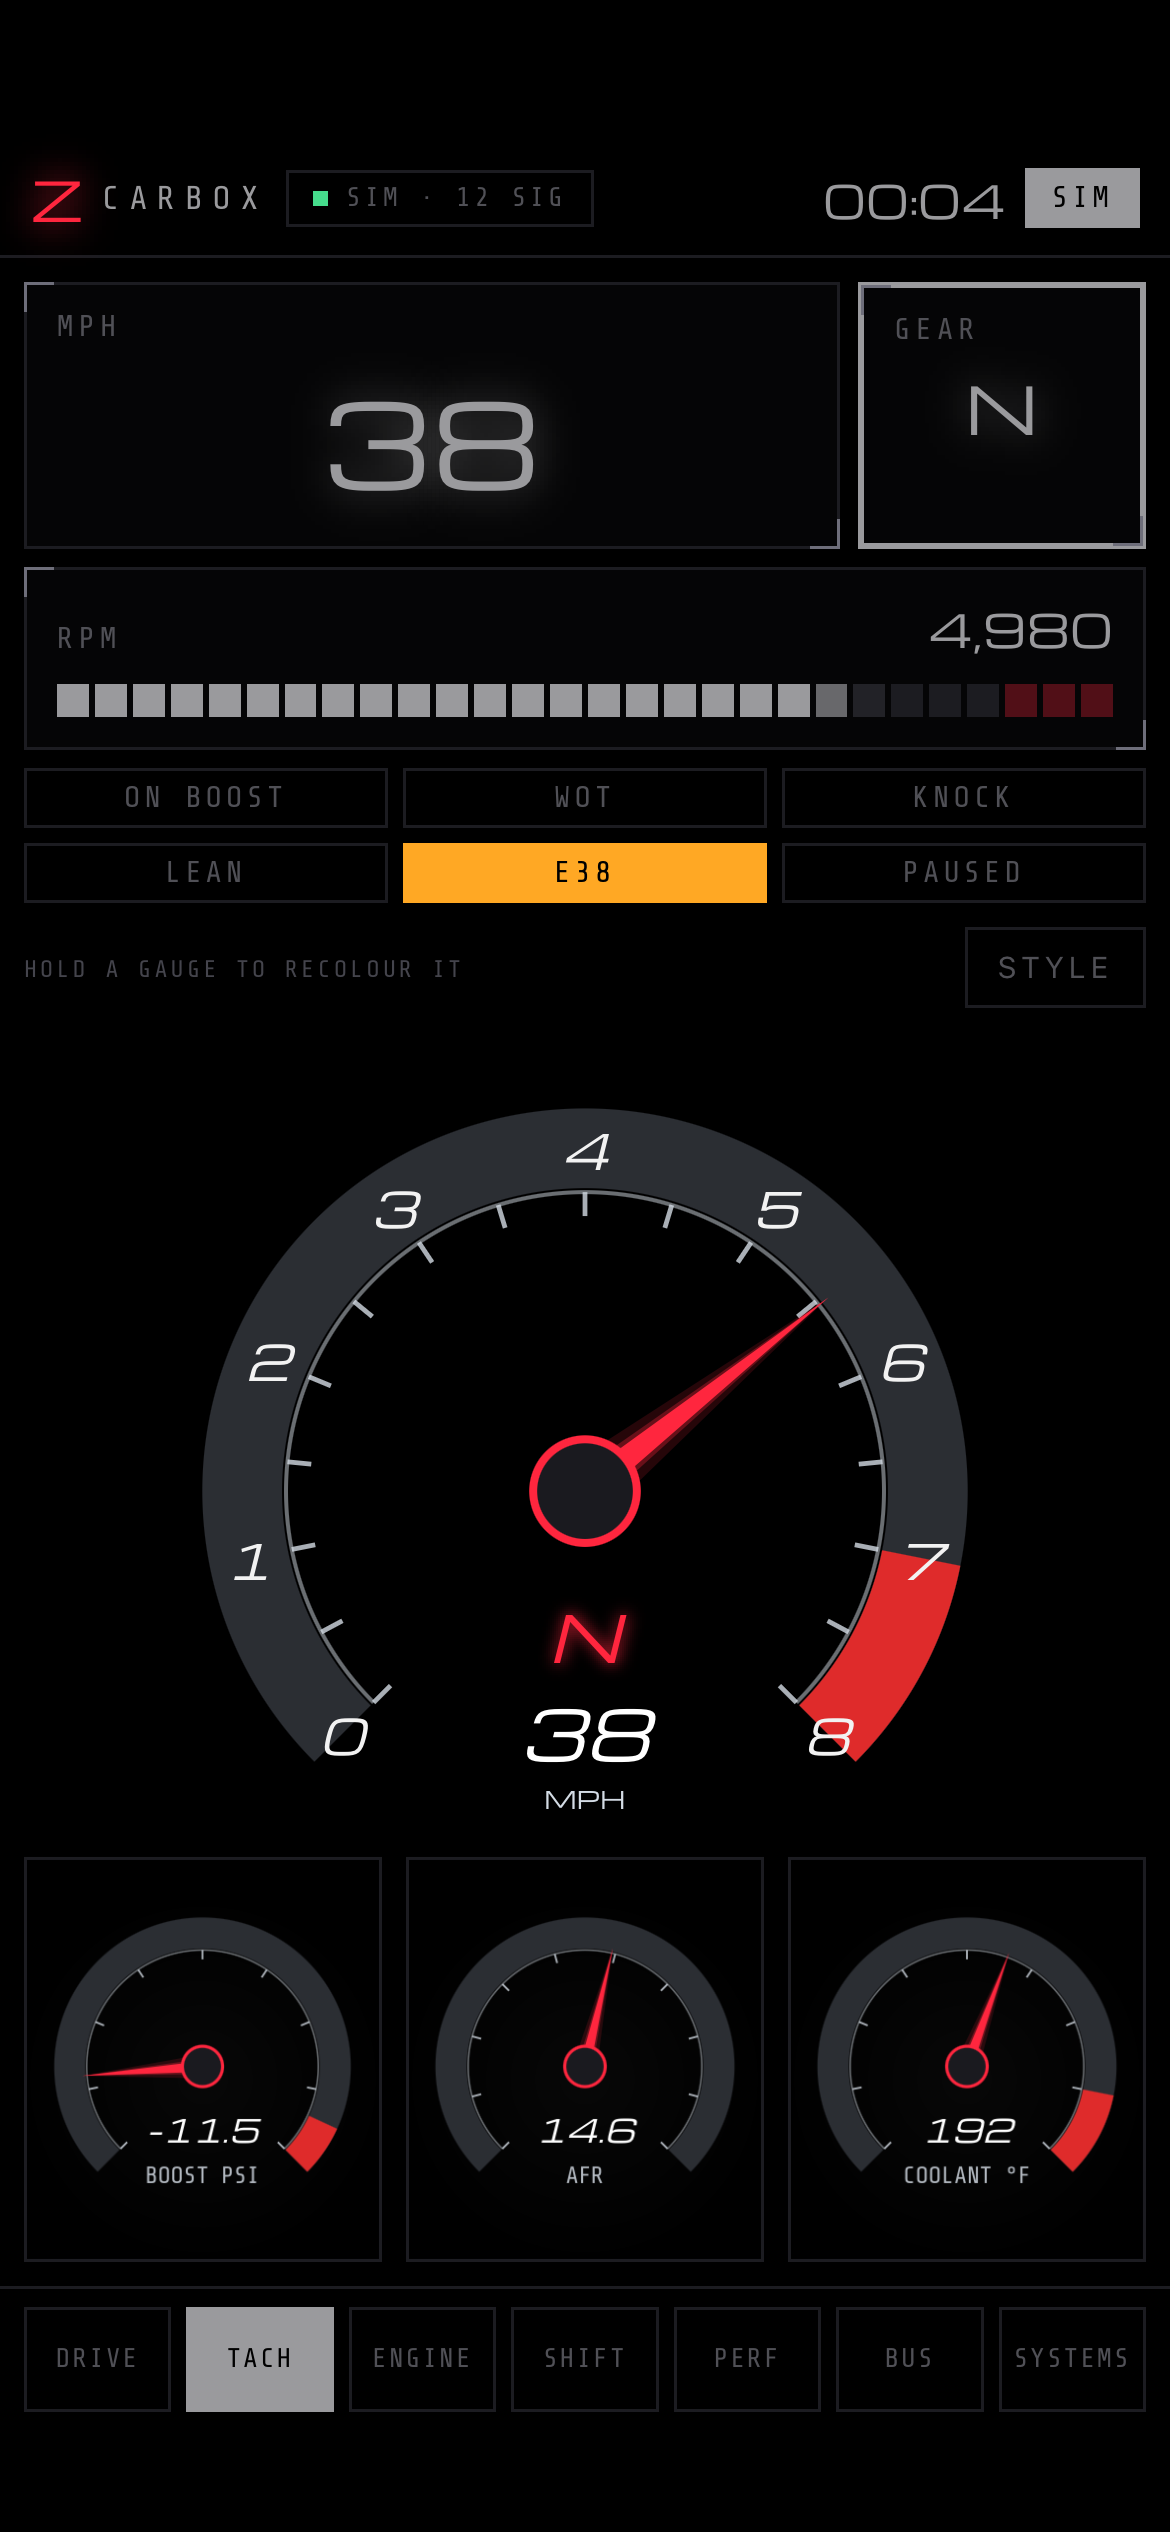 Z CARBOX SIM · 12 SIG 00:04 SIM
MPH
38
GEAR
N
RPM 4,980
ON BOOST WOT KNOCK
LEAN E38 PAUSED
HOLD A GAUGE TO RECOLOUR IT STYLE
4
3 5
2 6
1 7
N
0 38 8
MPH
-11.5 14.6 192
BOOST PSI AFR COOLANT °F
DRIVE TACH ENGINE SHIFT PERF BUS SYSTEMS